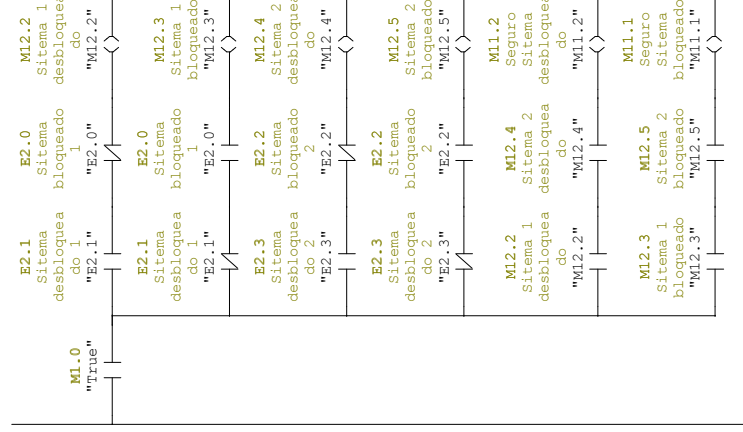 M1.0
"True"
E2.1
Sitema
desbloquea
do 1
"E2.1"
E2.0
Sitema
bloqueado
1
"E2.0"
M12.2
Sitema 1
desbloquea
do
"M12.2"
E2.1
Sitema
desbloquea
do 1
"E2.1"
E2.0
Sitema
bloqueado
1
"E2.0"
M12.3
Sitema 1
bloqueado
"M12.3"
E2.3
Sitema
desbloquea
do 2
"E2.3"
E2.2
Sitema
bloqueado
2
"E2.2"
M12.4
Sitema 2
desbloquea
do
"M12.4"
E2.3
Sitema
desbloquea
do 2
"E2.3"
E2.2
Sitema
bloqueado
2
"E2.2"
M12.5
Sitema 2
bloqueado
"M12.5"
M12.2
Sitema 1
desbloquea
do
"M12.2"
M12.4
Sitema 2
desbloquea
do
"M12.4"
M11.2
Seguro
Sitema
desbloquea
do
"M11.2"
M12.3
Sitema 1
bloqueado
"M12.3"
M12.5
Sitema 2
bloqueado
"M12.5"
M11.1
Seguro
Sitema
bloqueado
"M11.1"